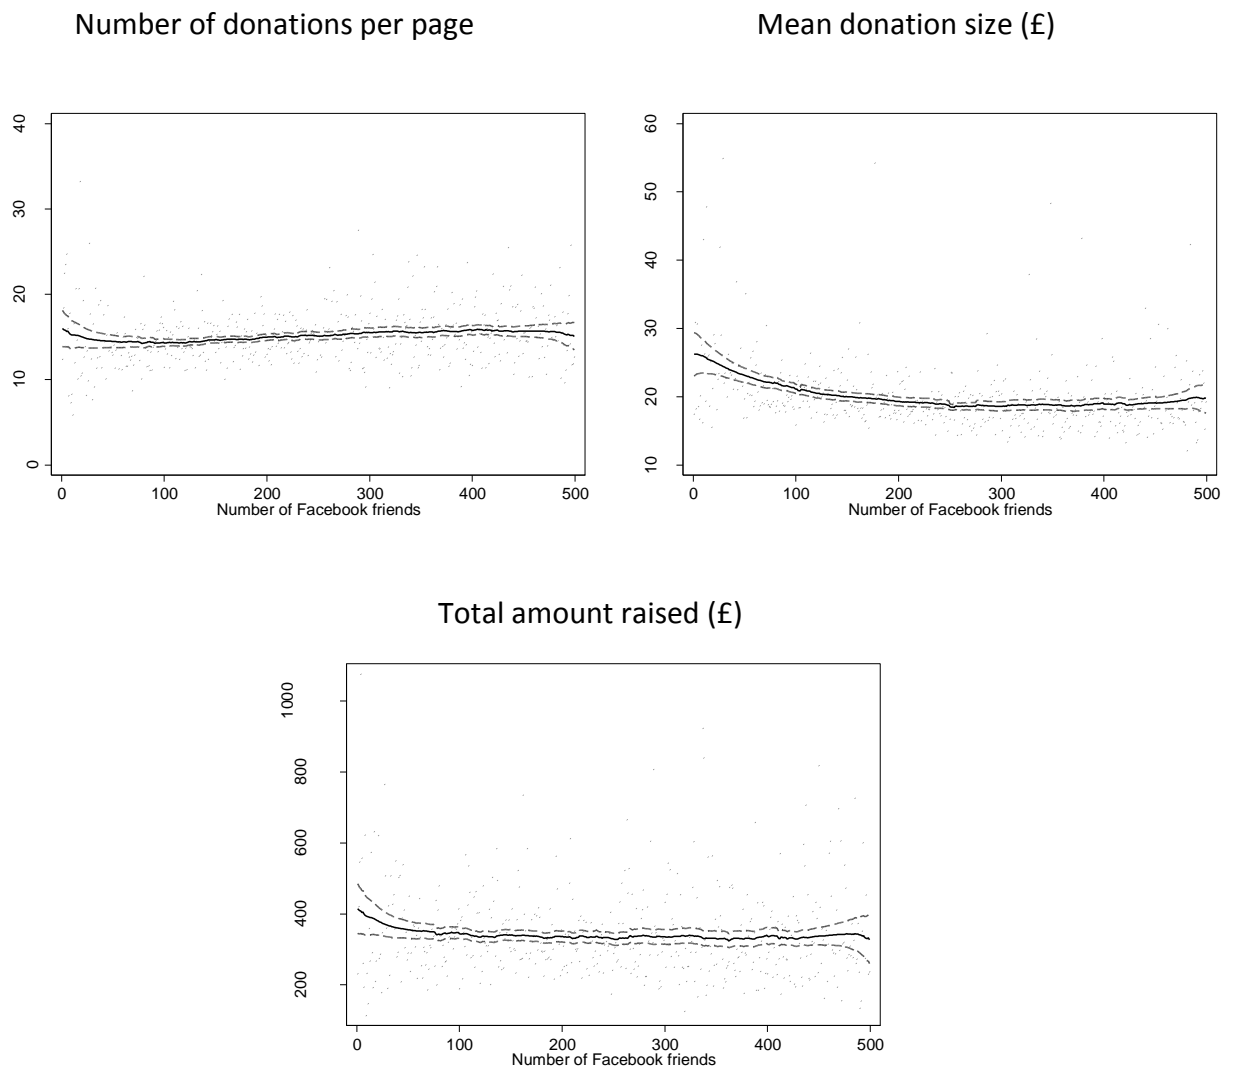 Number of donations per page
40
30
20
10
0
0 100 200 300 400 500
Number of Facebook friends
Mean donation size (£)
60
50
40
30
20
10
0 100 200 300 400 500
Number of Facebook friends
Total amount raised (£)
1000
800
600
400
200
0 100 200 300 400 500
Number of Facebook friends